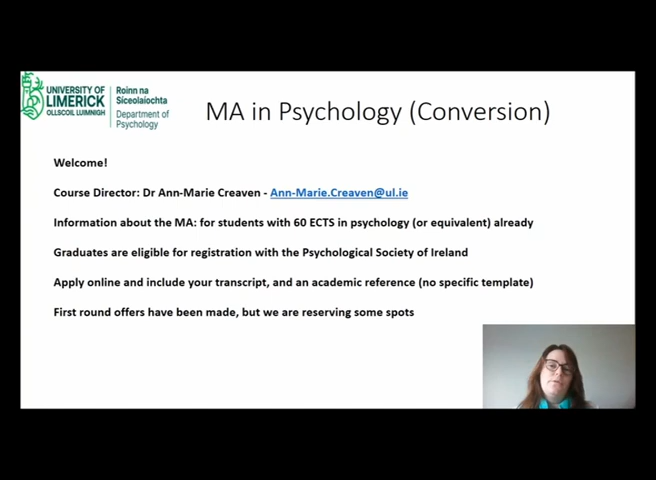 UNIVERSITY OF
LIMERICK
OLLSCOIL LUIMNIGH
Roinn na
Síceolaíochta
Department of
Psychology
MA in Psychology (Conversion)
Welcome!
Course Director: Dr Ann-Marie Creaven - Ann-Marie.Creaven@ul.ie
Information about the MA: for students with 60 ECTS in psychology (or equivalent) already
Graduates are eligible for registration with the Psychological Society of Ireland
Apply online and include your transcript, and an academic reference (no specific template)
First round offers have been made, but we are reserving some spots